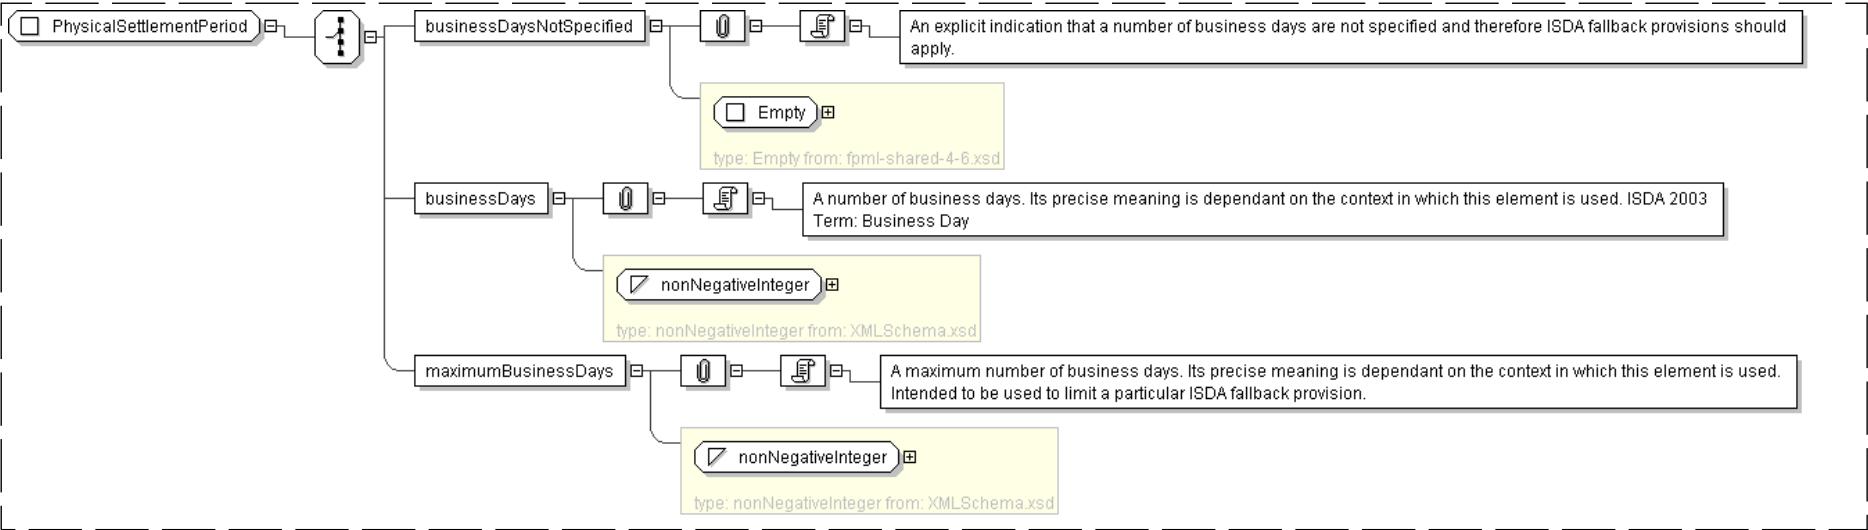 PhysicalSettlementPeriod
businessDaysNotSpecified
An explicit indication that a number of business days are not specified and therefore ISDA fallback provisions should
apply.
Empty
type: Empty from: fpml-shared-4-6.xsd
businessDays
A number of business days. Its precise meaning is dependant on the context in which this element is used. ISDA 2003
Term: Business Day
nonNegativeInteger
type: nonNegativeInteger from: XMLSchema.xsd
maximumBusinessDays
A maximum number of business days. Its precise meaning is dependant on the context in which this element is used.
Intended to be used to limit a particular ISDA fallback provision.
nonNegativeInteger
type: nonNegativeInteger from: XMLSchema.xsd